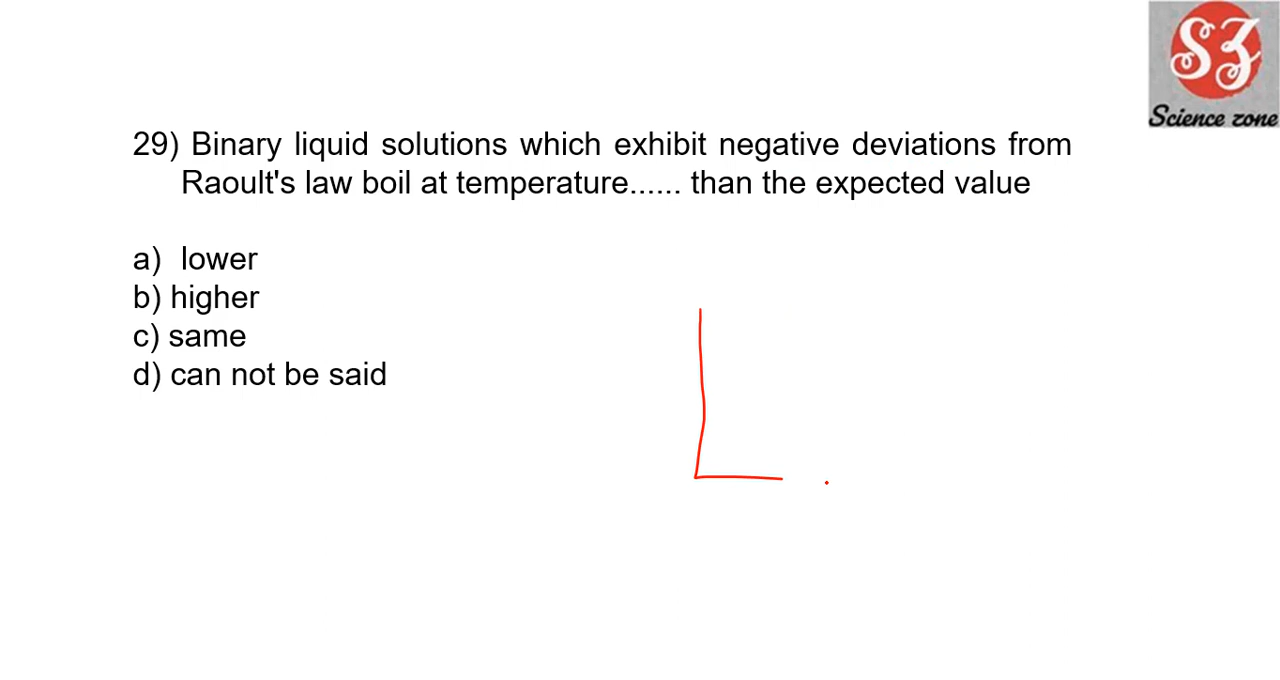 SZ
Science zone
29) Binary liquid solutions which exhibit negative deviations from
Raoult's law boil at temperature...... than the expected value
a) lower
b) higher
c) same
d) can not be said